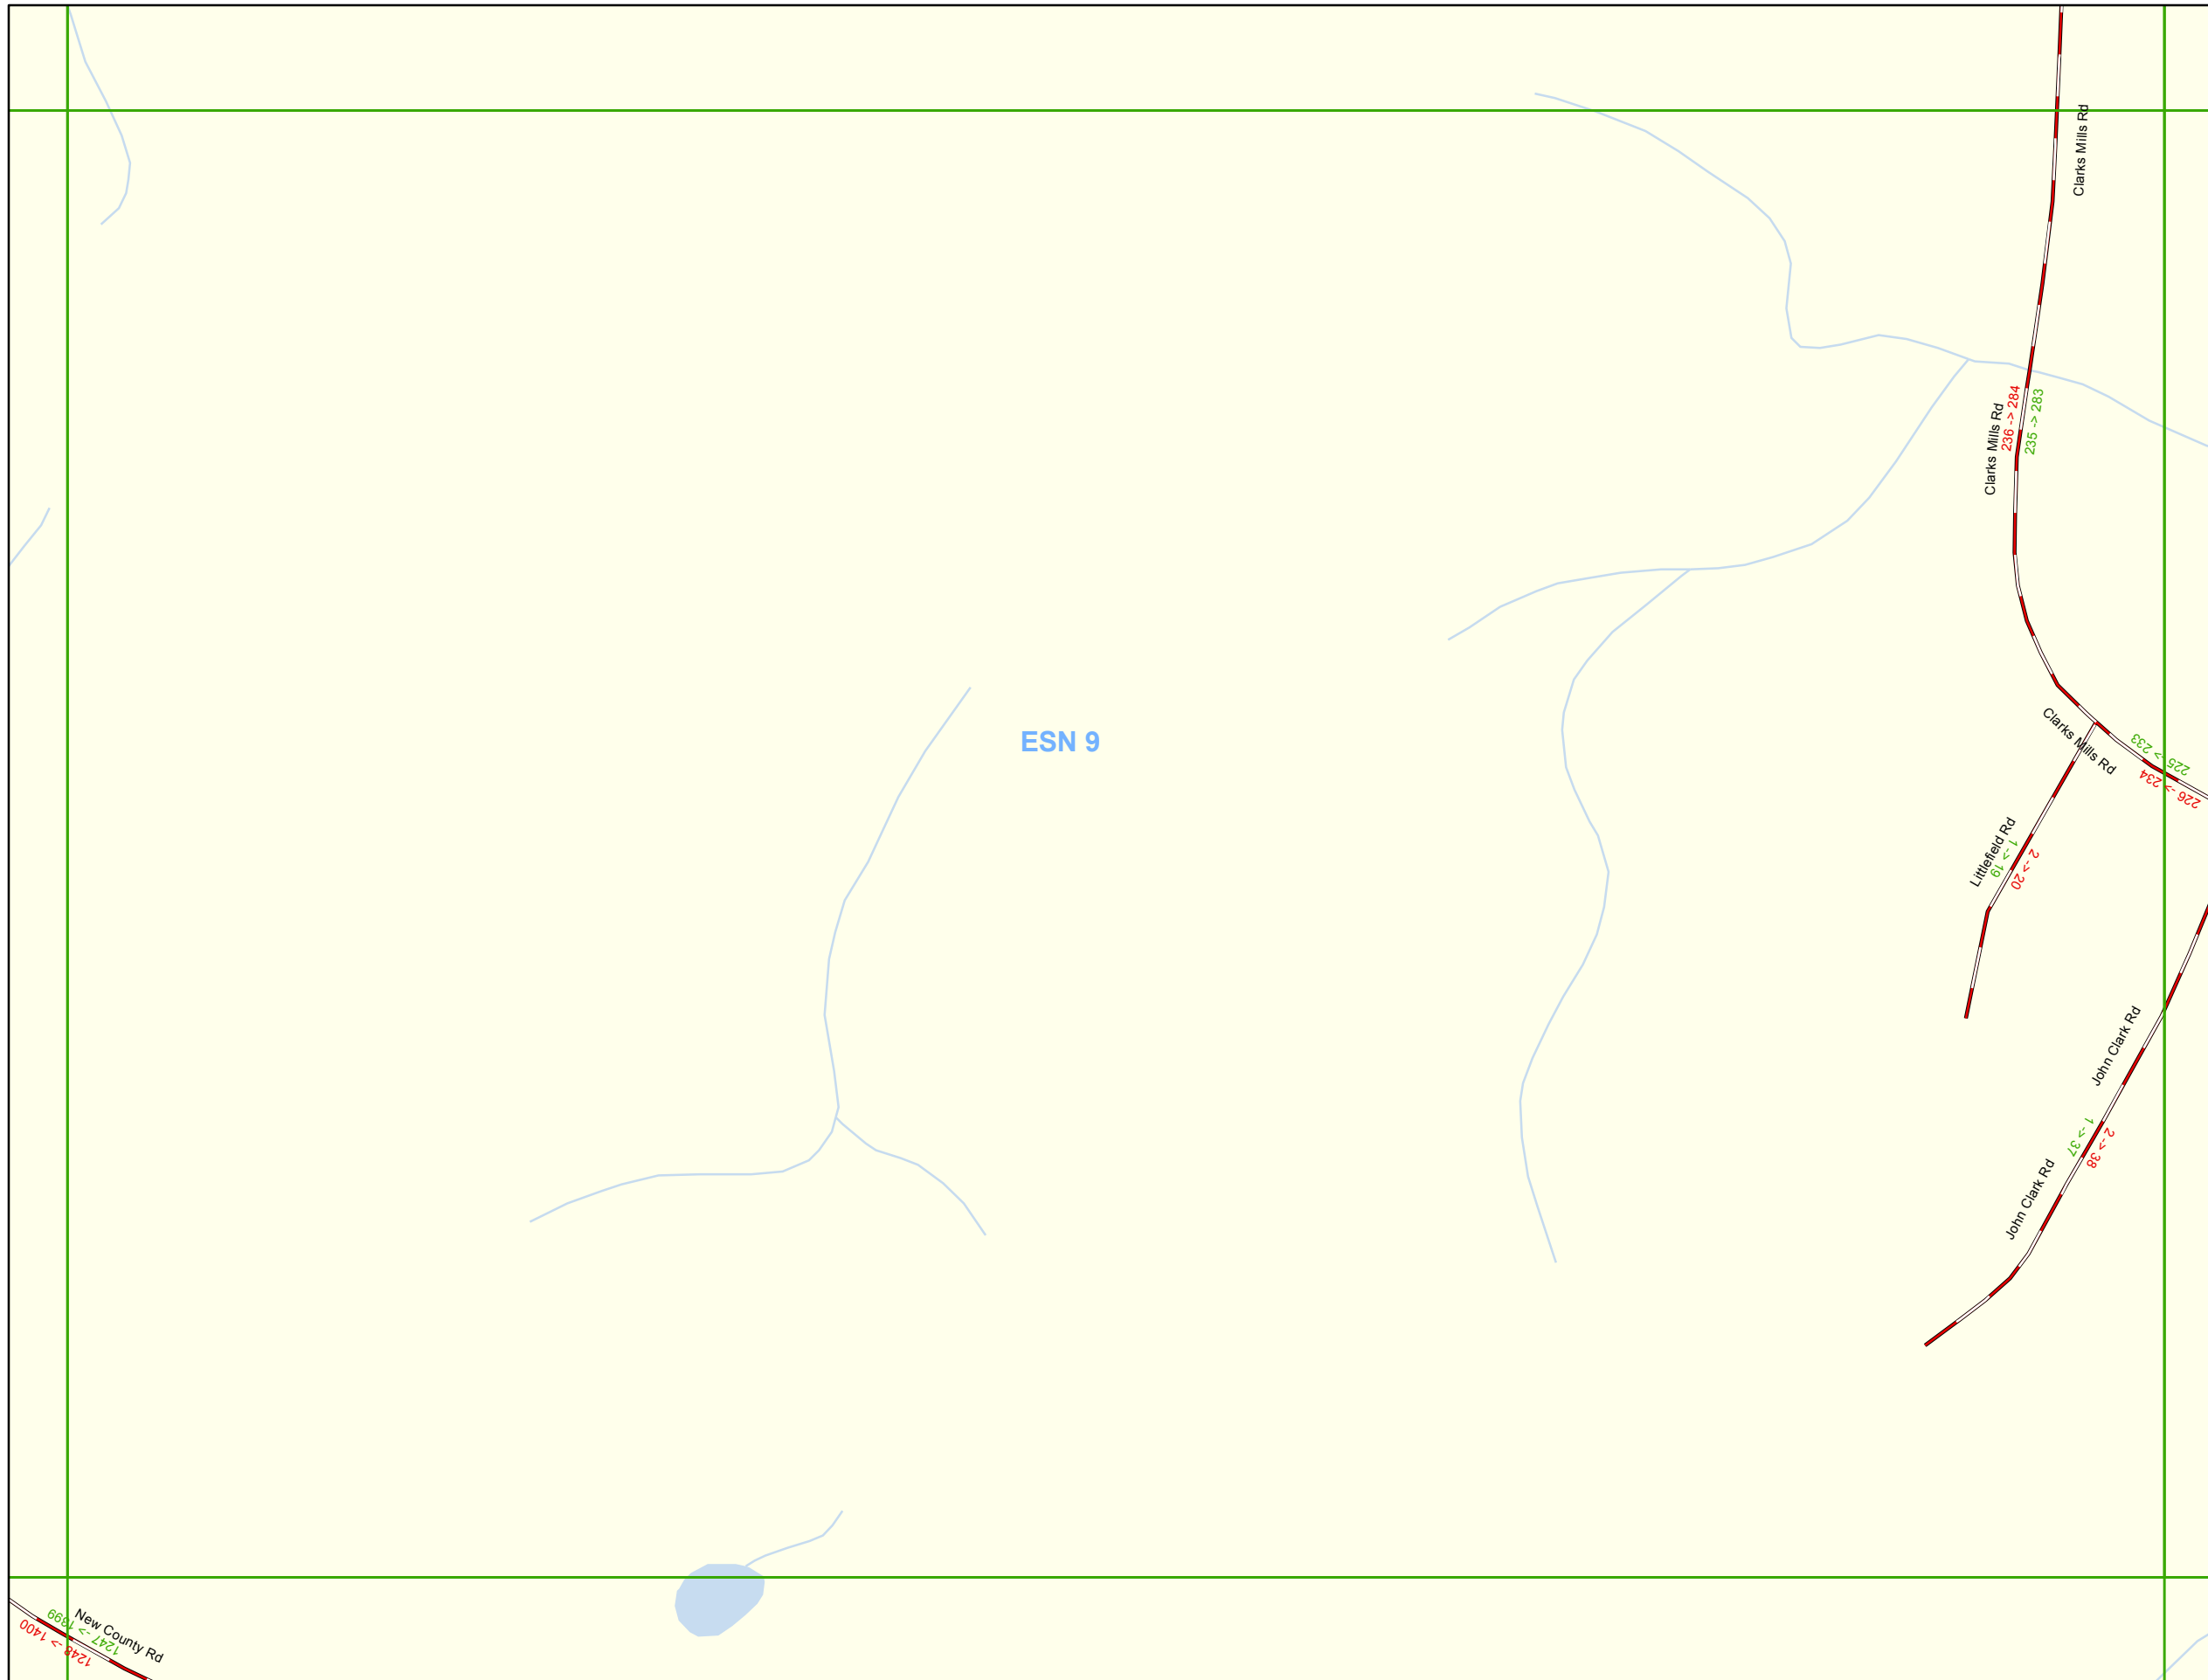 Clarks Mills Rd
Clarks Mills Rd
236 -> 284
235 -> 283
ESN 9
Clarks Mills Rd
225 -> 233
226 -> 234
Littlefield Rd
1 -> 19
2 -> 20
John Clark Rd
1 -> 37
2 -> 38
John Clark Rd
New County Rd
1247 -> 1399
1248 -> 1400